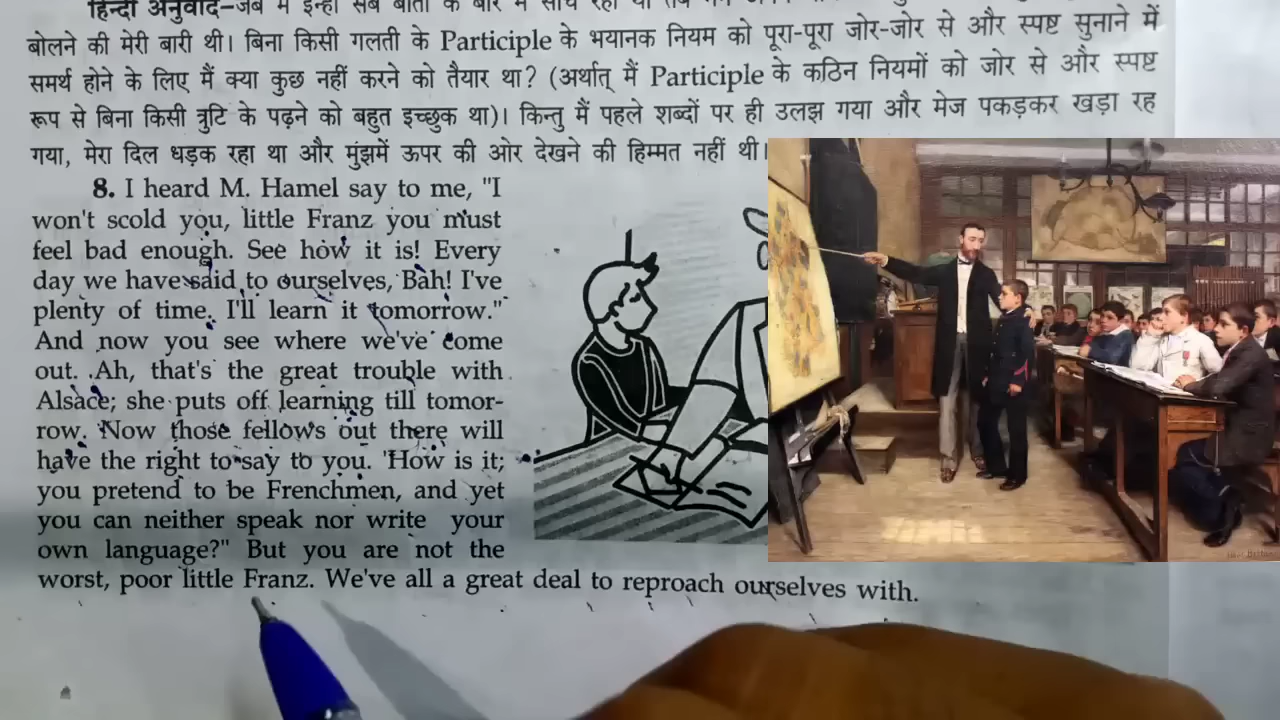 हिन्दी अनुवाद–जब मैं इन्हीं सब बातों के बारे में सोच रहा था तब
बोलने की मेरी बारी थी। बिना किसी गलती के Participle के भयानक नियम को पूरा-पूरा जोर-जोर से और स्पष्ट सुनाने में
समर्थ होने के लिए मैं क्या कुछ नहीं करने को तैयार था? (अर्थात् मैं Participle के कठिन नियमों को जोर से और स्पष्ट
रूप से बिना किसी त्रुटि के पढ़ने को बहुत इच्छुक था)। किन्तु मैं पहले शब्दों पर ही उलझ गया और मेज पकड़कर खड़ा रह
गया, मेरा दिल धड़क रहा था और मुंझमें ऊपर की ओर देखने की हिम्मत नहीं थी।
8. I heard M. Hamel say to me, "I
won't scold you, little Franz you must
feel bad enough. See how it is! Every
day we have said to ourselves, Bah! I've
plenty of time. I'll learn it tomorrow."
And now you see where we've come
out. Ah, that's the great trouble with
Alsace; she puts off learning till tomor-
row. Now those fellows out there will
have the right to say to you. 'How is it;
you pretend to be Frenchmen, and yet
you can neither speak nor write your
own language?" But you are not the
worst, poor little Franz. We've all a great deal to reproach ourselves with.